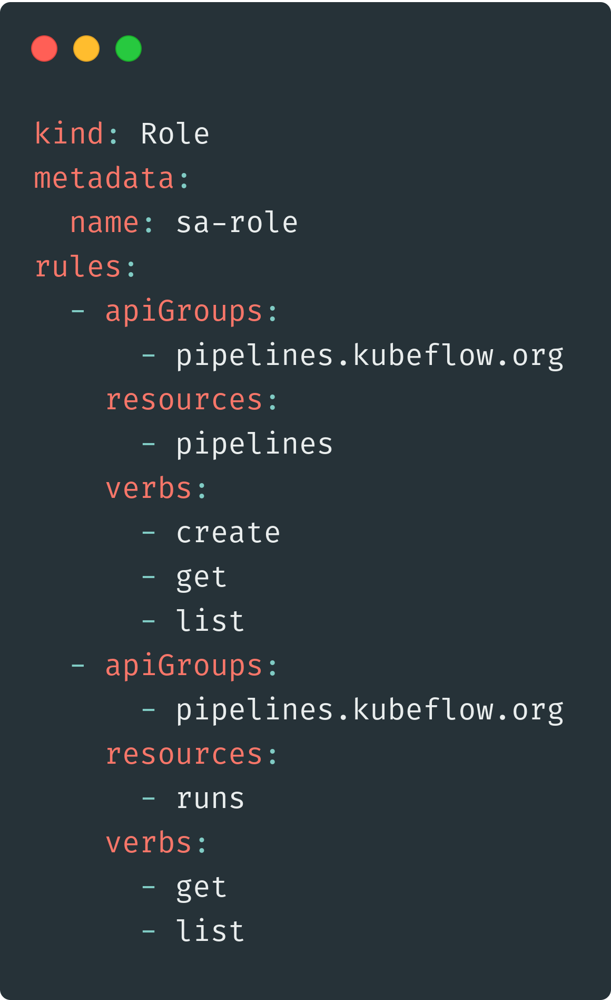 kind: Role
metadata:
  name: sa-role
rules:
  - apiGroups:
      - pipelines.kubeflow.org
    resources:
      - pipelines
    verbs:
      - create
      - get
      - list
  - apiGroups:
      - pipelines.kubeflow.org
    resources:
      - runs
    verbs:
      - get
      - list